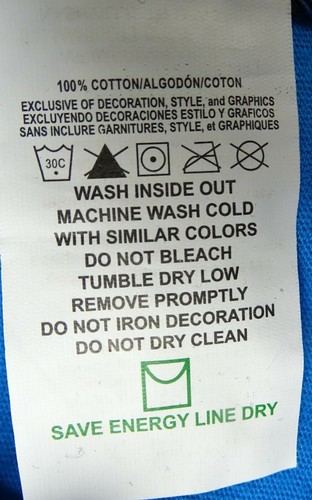 100% COTTON/ALGODÓN/COTON
EXCLUSIVE OF DECORATION, STYLE, and GRAPHICS
EXCLUYENDO DECORACIONES ESTILO Y GRAFICOS
SANS INCLURE GARNITURES, STYLE, et GRAPHIQUES
30C
WASH INSIDE OUT
MACHINE WASH COLD
WITH SIMILAR COLORS
DO NOT BLEACH
TUMBLE DRY LOW
REMOVE PROMPTLY
DO NOT IRON DECORATION
DO NOT DRY CLEAN
SAVE ENERGY LINE DRY